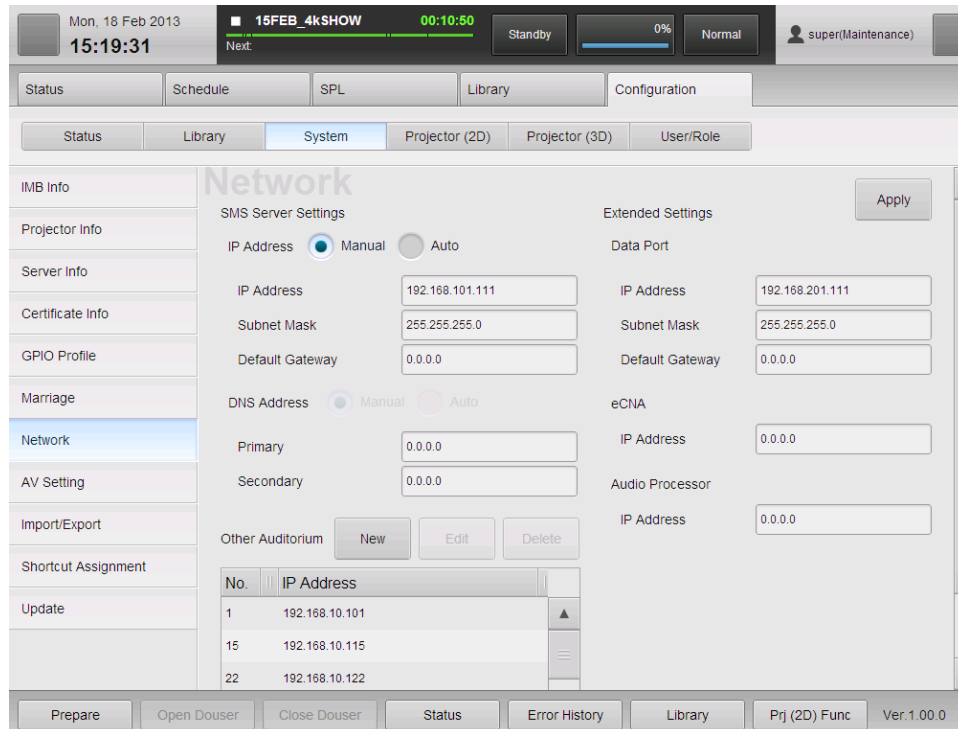 Mon, 18 Feb 2013
15:19:31
15FEB_4kSHOW 00:10:50
Next:
Standby
0%
Normal
super(Maintenance)
Status Schedule SPL Library Configuration
Status Library System Projector (2D) Projector (3D) User/Role
IMB Info
Projector Info
Server Info
Certificate Info
GPIO Profile
Marriage
Network
AV Setting
Import/Export
Shortcut Assignment
Update
Network
Apply
SMS Server Settings
IP Address Manual Auto
IP Address 192.168.101.111
Subnet Mask 255.255.255.0
Default Gateway 0.0.0.0
DNS Address Manual Auto
Primary 0.0.0.0
Secondary 0.0.0.0
Other Auditorium New Edit Delete
No. IP Address
1 192.168.10.101
15 192.168.10.115
22 192.168.10.122
Extended Settings
Data Port
IP Address 192.168.201.111
Subnet Mask 255.255.255.0
Default Gateway 0.0.0.0
eCNA
IP Address 0.0.0.0
Audio Processor
IP Address 0.0.0.0
Prepare Open Douser Close Douser Status Error History Library Prj (2D) Func Ver.1.00.0